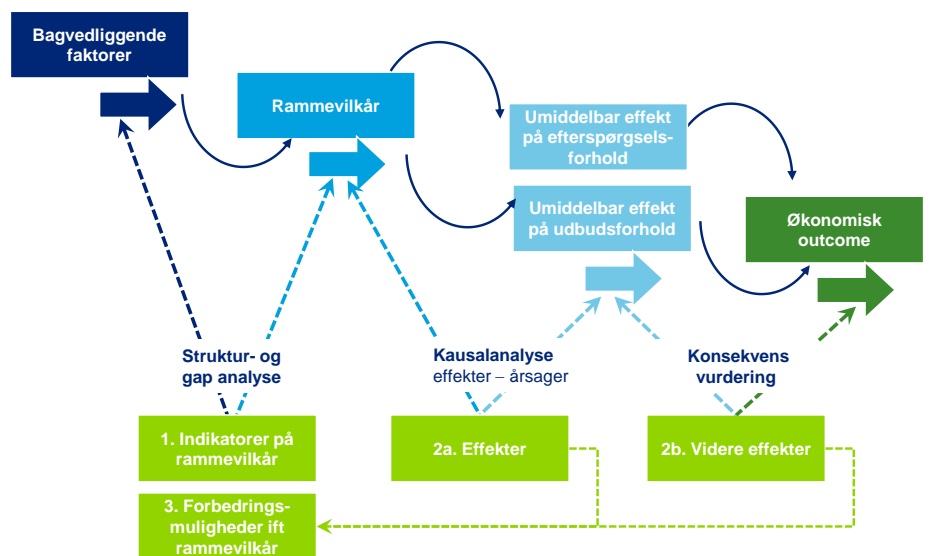 Bagvedliggende
faktorer
Rammevilkår
Umiddelbar effekt
på efterspørgsels-
forhold
Umiddelbar effekt
på udbudsforhold
Økonomisk
outcome
Struktur- og
gap analyse
Kausalanalyse
effekter – årsager
Konsekvens
vurdering
1. Indikatorer på
rammevilkår
2a. Effekter
2b. Videre effekter
3. Forbedrings-
muligheder ift
rammevilkår